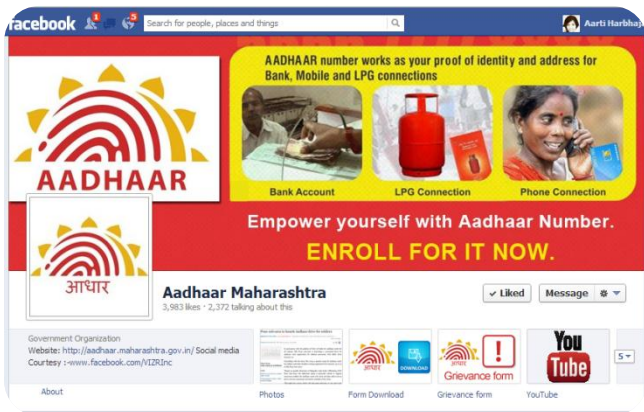 facebook
1
5
Search for people, places and things
Aarti Harbhaj
AADHAAR number works as your proof of identity and address for
Bank, Mobile and LPG connections
AADHAAR
Bank Account
LPG Connection
Phone Connection
Empower yourself with Aadhaar Number.
ENROLL FOR IT NOW.
आधार
Aadhaar Maharashtra
3,983 likes · 2,372 talking about this
✓ Liked
Message
Government Organization
Website: http://aadhaar.maharashtra.gov.in/ Social media
Courtesy :-www.facebook.com/VIZRInc
About
आधार
DOWNLOAD
आधार
Grievance form
You
Tube
5
Photos
Form Download
Grievance form
YouTube